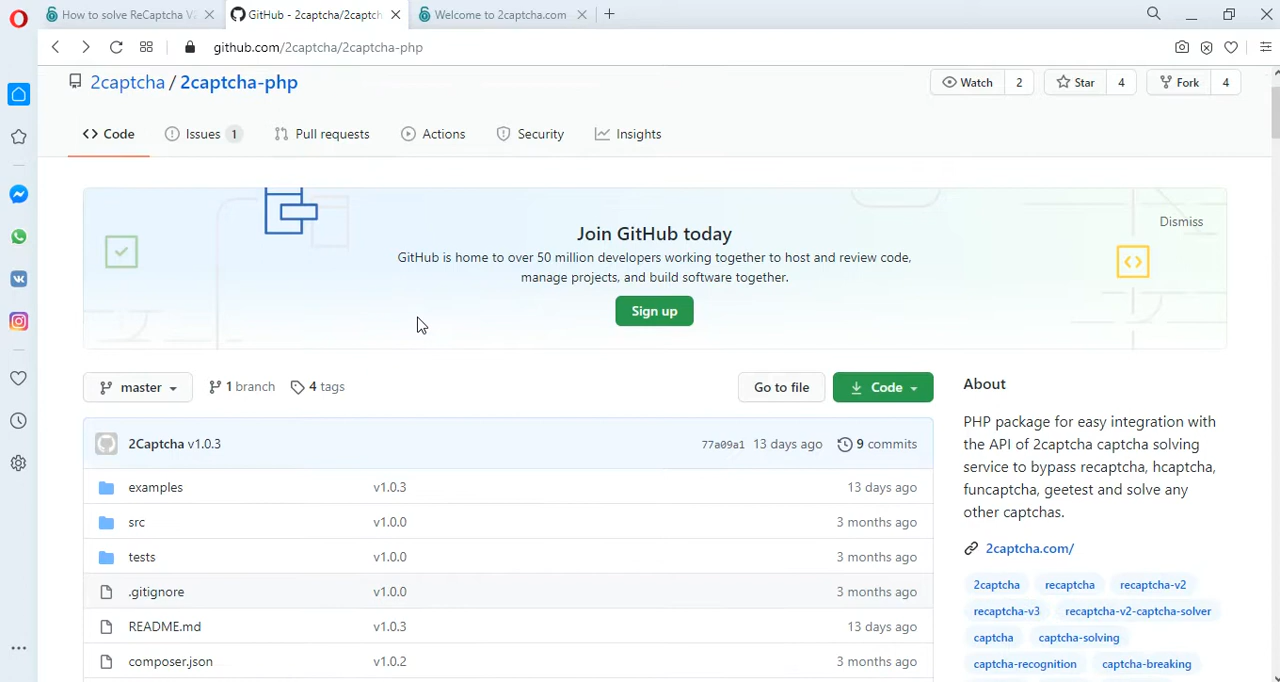 How to solve ReCaptcha V
GitHub - 2captcha/2captch
Welcome to 2captcha.com
github.com/2captcha/2captcha-php
2captcha / 2captcha-php
Watch 2
Star 4
Fork 4
Code
Issues 1
Pull requests
Actions
Security
Insights
Join GitHub today
Dismiss
GitHub is home to over 50 million developers working together to host and review code,
manage projects, and build software together.
Sign up
master
1 branch
4 tags
Go to file
Code
2Captcha v1.0.3 77a09a1 13 days ago 9 commits
examples v1.0.3 13 days ago
src v1.0.0 3 months ago
tests v1.0.0 3 months ago
.gitignore v1.0.0 3 months ago
README.md v1.0.3 13 days ago
composer.json v1.0.2 3 months ago
About
PHP package for easy integration with
the API of 2captcha captcha solving
service to bypass recaptcha, hcaptcha,
funcaptcha, geetest and solve any
other captchas.
2captcha.com/
2captcha recaptcha recaptcha-v2
recaptcha-v3 recaptcha-v2-captcha-solver
captcha captcha-solving
captcha-recognition captcha-breaking